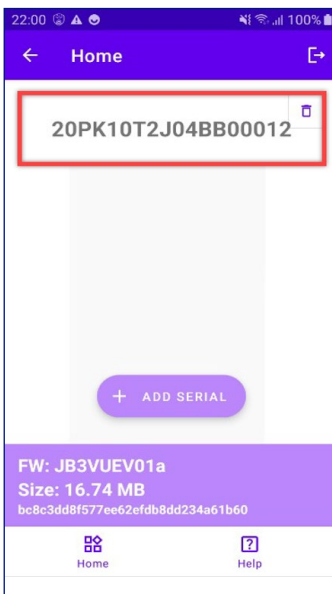 22:00 100%
Home
20PK10T2J04BB00012
+ ADD SERIAL
FW: JB3VUEV01a
Size: 16.74 MB
bc8c3dd8f577ee62efdb8dd234a61b60
Home Help